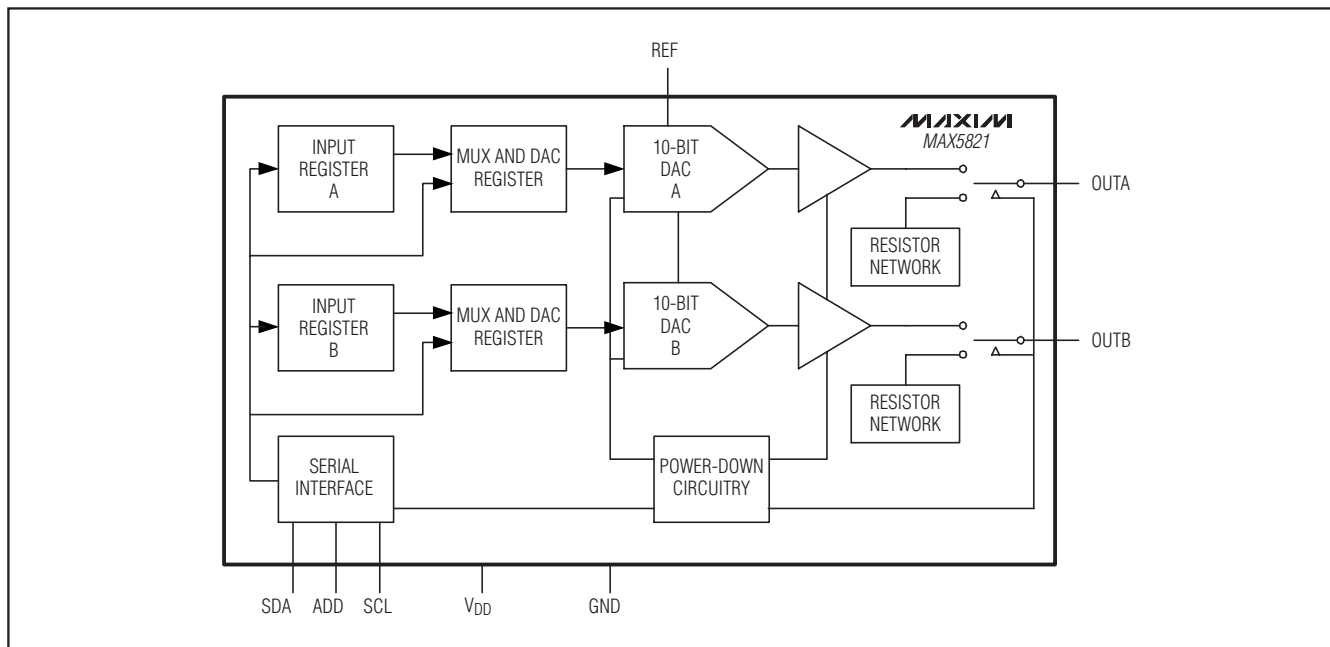 REF
MAXIM
MAX5821
INPUT
REGISTER
A
MUX AND DAC
REGISTER
10-BIT
DAC
A
OUTA
RESISTOR
NETWORK
INPUT
REGISTER
B
MUX AND DAC
REGISTER
10-BIT
DAC
B
OUTB
RESISTOR
NETWORK
SERIAL
INTERFACE
POWER-DOWN
CIRCUITRY
SDA
ADD
SCL
VDD
GND